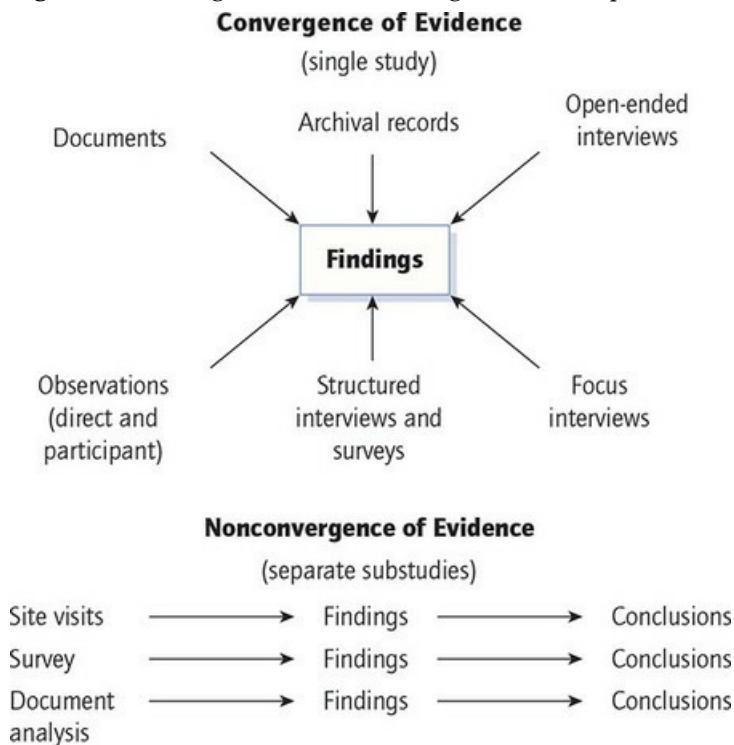 Convergence of Evidence
(single study)
Documents
Archival records
Open-ended
interviews
Findings
Observations
(direct and
participant)
Structured
interviews and
surveys
Focus
interviews
Nonconvergence of Evidence
(separate substudies)
Site visits Findings Conclusions
Survey Findings Conclusions
Document Findings Conclusions
analysis